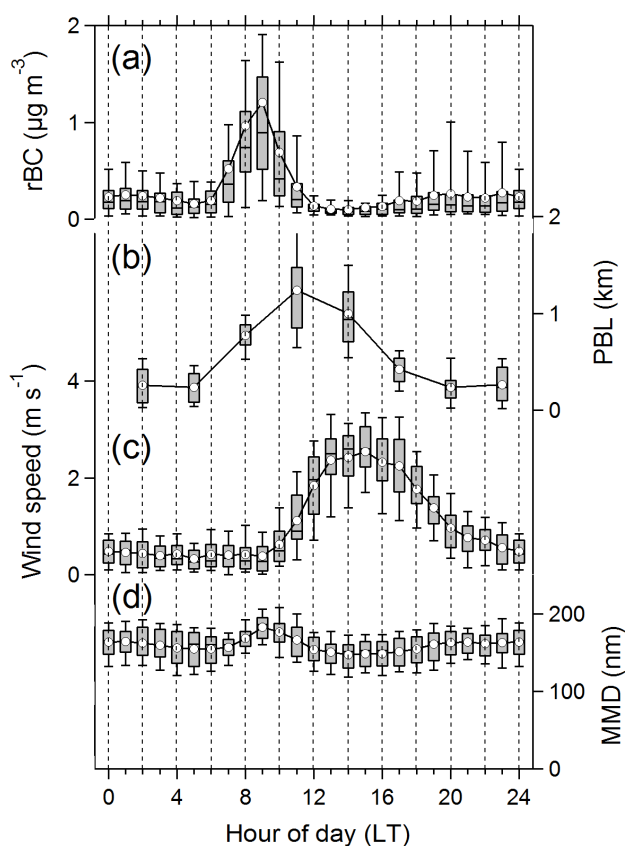 2
(a)
1
rBC (µg m⁻³)
0
2
(b)
1
PBL (km)
0
4
(c)
2
Wind speed (m s⁻¹)
0
(d)
200
100
MMD (nm)
0
0 4 8 12 16 20 24
Hour of day (LT)